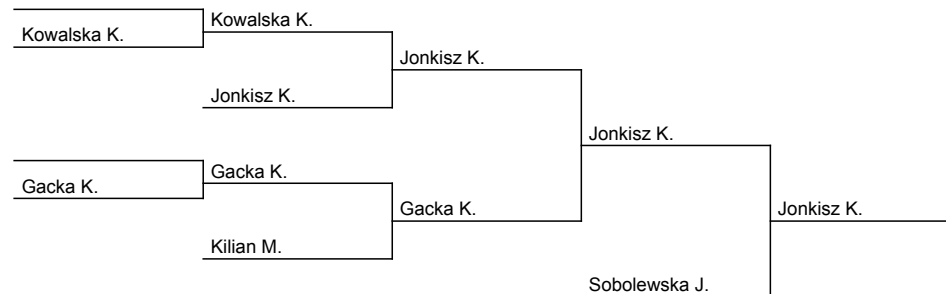 Kowalska K.
Kowalska K.
Jonkisz K.
Jonkisz K.
Jonkisz K.
Gacka K.
Gacka K.
Gacka K.
Jonkisz K.
Kilian M.
Sobolewska J.